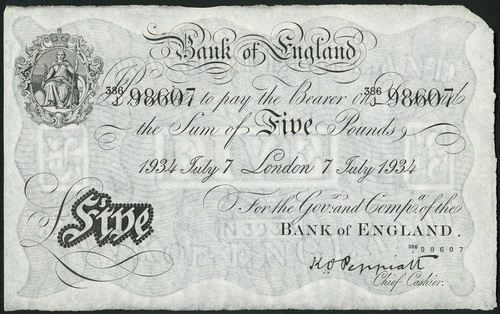 Bank of England
386/J 98607 I Promise to pay the Bearer on Demand 386/J 98607
the Sum of Five Pounds
1934 July 7 London 7 July 1934
For the Govr. and Compa. of the
BANK of ENGLAND.
386/J 98607
£ Five
K.O. Peppiatt
Chief Cashier.